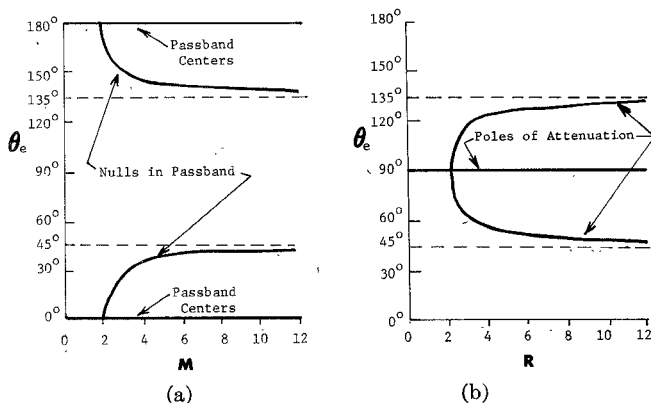 180°
Passband
Centers
150°
135°
120°
θe
90°
Nulls in Passband
60°
45°
30°
Passband
Centers
0°
0 2 4 6 8 10 12
M
(a)
180°
150°
135°
120°
Poles of Attenuation
θe
90°
60°
45°
30°
0°
0 2 4 6 8 10 12
R
(b)